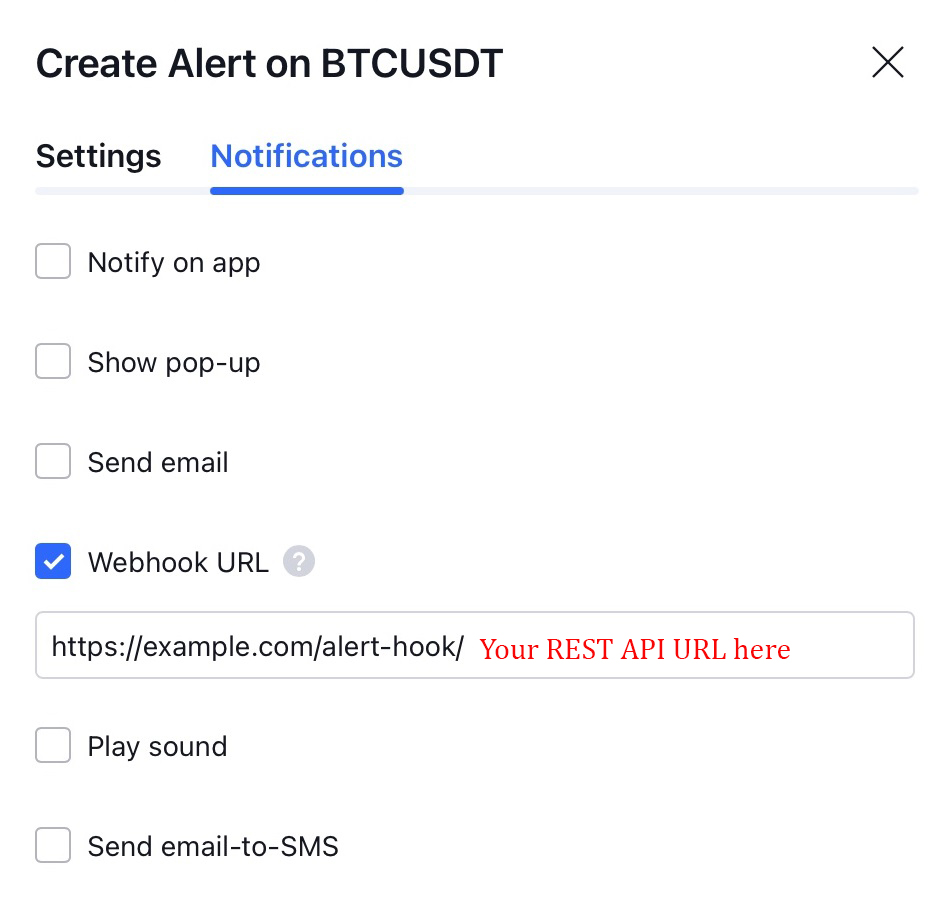 Create Alert on BTCUSDT
Settings Notifications
Notify on app
Show pop-up
Send email
Webhook URL ?
https://example.com/alert-hook/ Your REST API URL here
Play sound
Send email-to-SMS